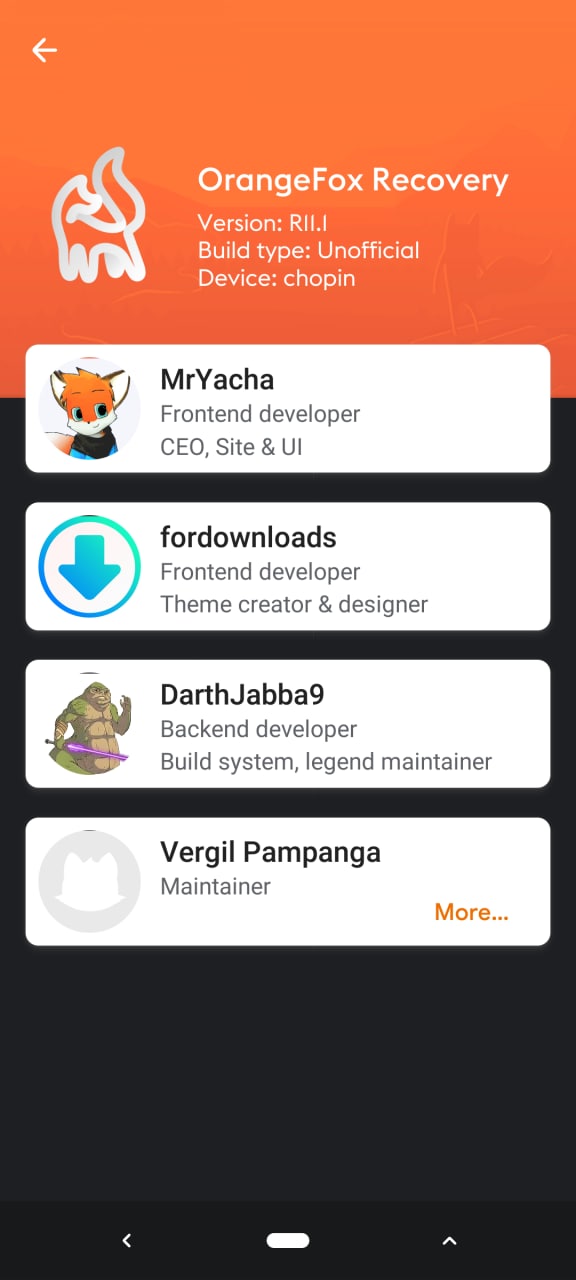 OrangeFox Recovery
Version: R11.1
Build type: Unofficial
Device: chopin
MrYacha
Frontend developer
CEO, Site & UI
fordownloads
Frontend developer
Theme creator & designer
DarthJabba9
Backend developer
Build system, legend maintainer
Vergil Pampanga
Maintainer
More...